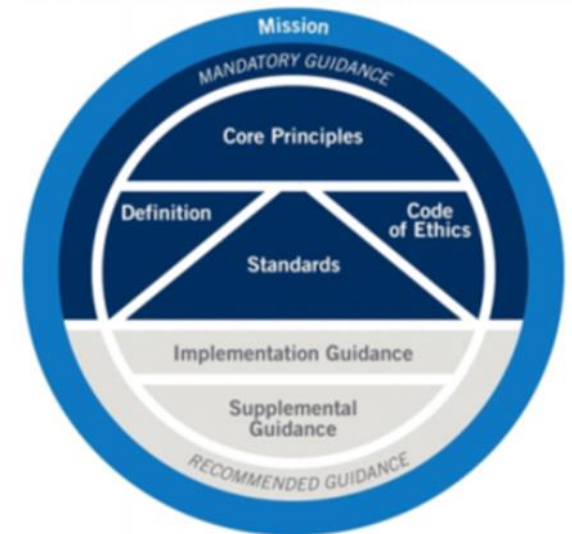 Mission
MANDATORY GUIDANCE
Core Principles
Definition
Code
of Ethics
Standards
Implementation Guidance
Supplemental
Guidance
RECOMMENDED GUIDANCE